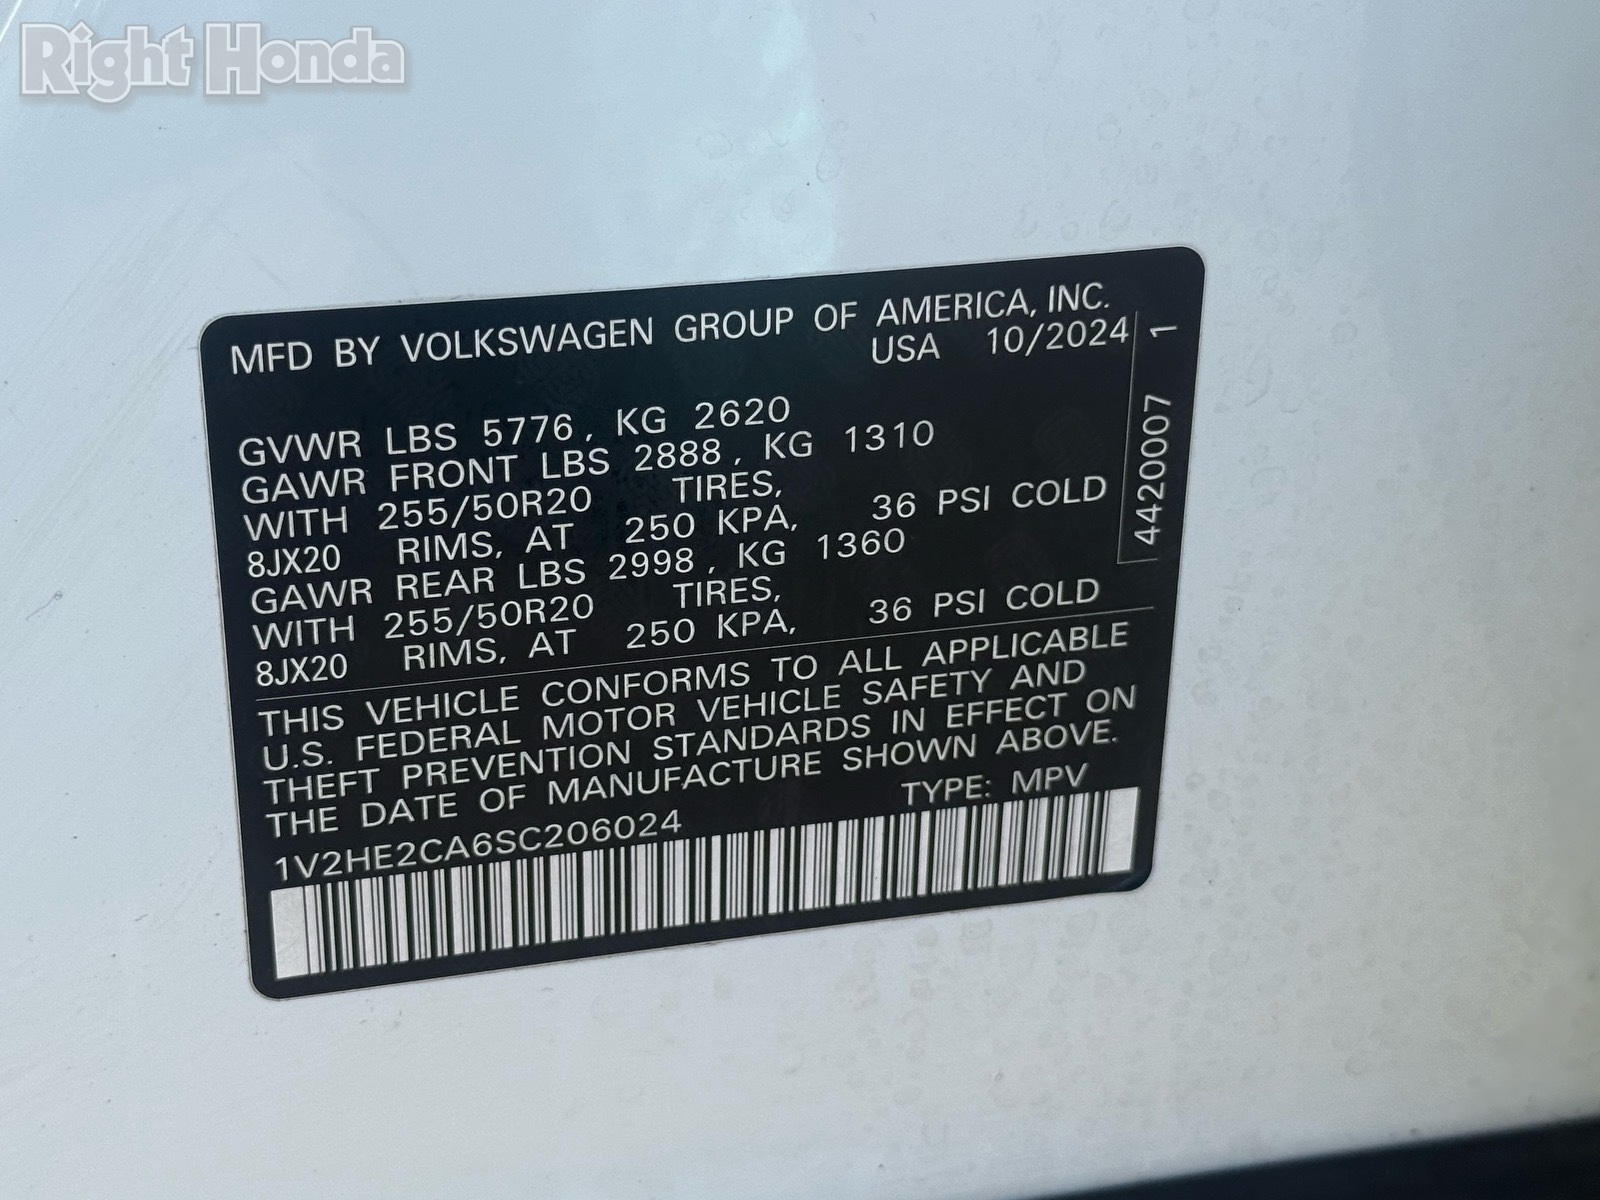 Right Honda
MFD BY VOLKSWAGEN GROUP OF AMERICA, INC.
USA 10/2024
GVWR LBS 5776, KG 2620
GAWR FRONT LBS 2888, KG 1310
WITH 255/50R20 TIRES,
8JX20 RIMS, AT 250 KPA, 36 PSI COLD
GAWR REAR LBS 2998, KG 1360
WITH 255/50R20 TIRES,
8JX20 RIMS, AT 250 KPA, 36 PSI COLD
THIS VEHICLE CONFORMS TO ALL APPLICABLE
U.S. FEDERAL MOTOR VEHICLE SAFETY AND
THEFT PREVENTION STANDARDS IN EFFECT ON
THE DATE OF MANUFACTURE SHOWN ABOVE.
1V2HE2CA6SC206024 TYPE: MPV
4420007 1